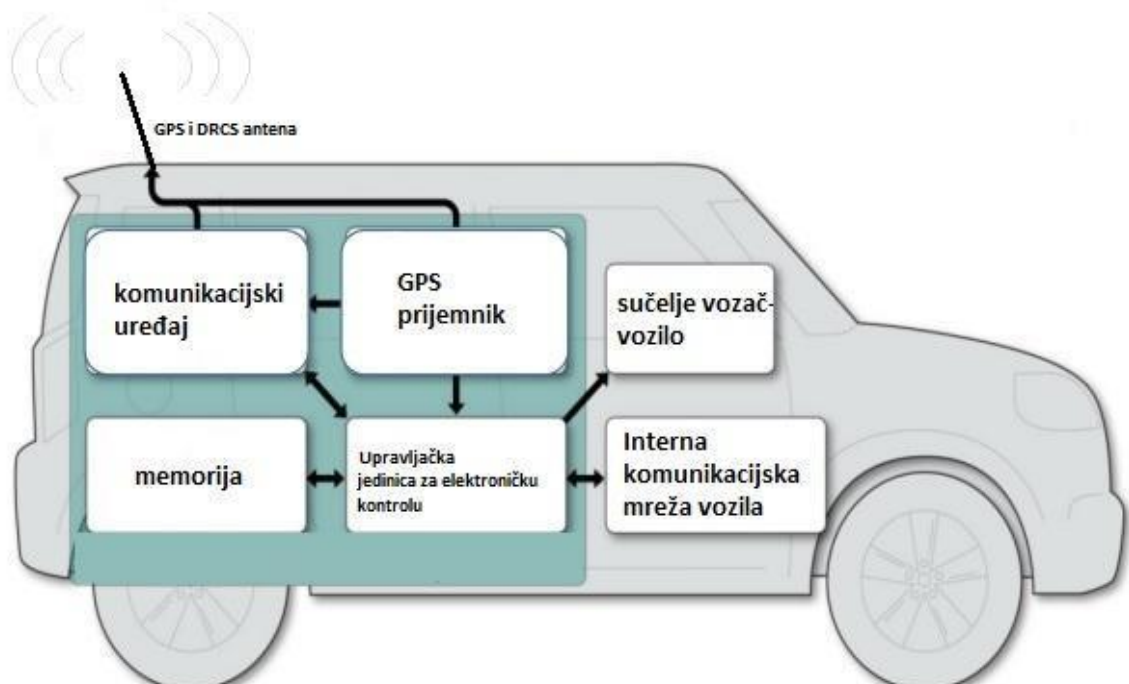 GPS i DRCS antena
komunikacijski
uređaj
GPS
prijemnik
sučelje vozač-
vozilo
memorija
Upravljačka
jedinica za elektroničku
kontrolu
Interna
komunikacijska
mreža vozila